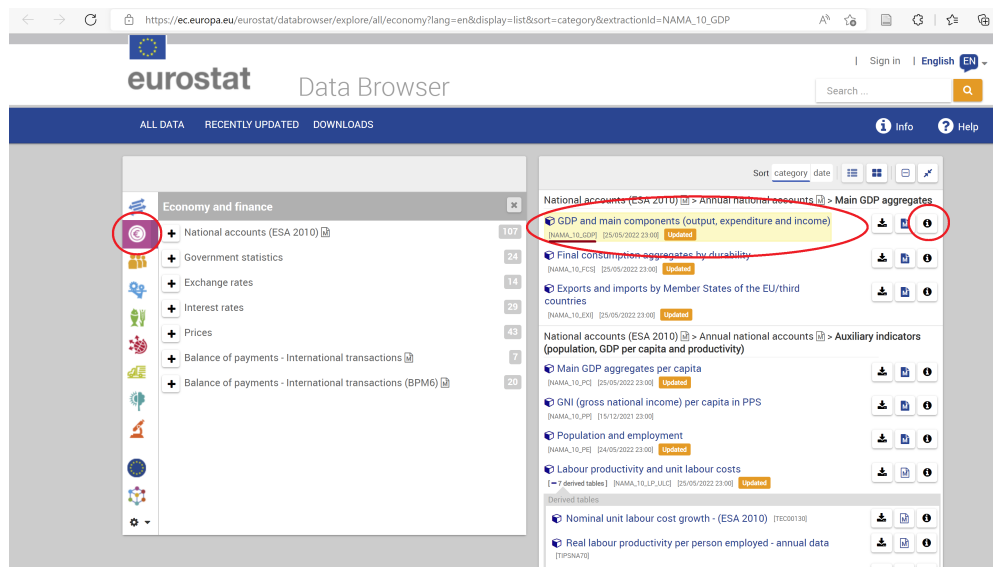 https://ec.europa.eu/eurostat/databrowser/explore/all/economy?lang=en&display=list&sort=category&extractionId=NAMA_10_GDP
| Sign in | English EN
eurostat Data Browser
Search ...
ALL DATA RECENTLY UPDATED DOWNLOADS Info Help
Sort category date
Economy and finance
National accounts (ESA 2010) 107
Government statistics 24
Exchange rates 14
Interest rates 29
Prices 43
Balance of payments - International transactions 7
Balance of payments - International transactions (BPM6) 20
National accounts (ESA 2010) > Annual national accounts > Main GDP aggregates
GDP and main components (output, expenditure and income)
[NAMA_10_GDP] [25/05/2022 23:00] Updated
Final consumption aggregates by durability
[NAMA_10_FCS] [25/05/2022 23:00] Updated
Exports and imports by Member States of the EU/third
countries
[NAMA_10_EXI] [25/05/2022 23:00] Updated
National accounts (ESA 2010) > Annual national accounts > Auxiliary indicators
(population, GDP per capita and productivity)
Main GDP aggregates per capita
[NAMA_10_PC] [25/05/2022 23:00] Updated
GNI (gross national income) per capita in PPS
[NAMA_10_PP] [15/12/2021 23:00]
Population and employment
[NAMA_10_PE] [24/05/2022 23:00] Updated
Labour productivity and unit labour costs
[− 7 derived tables] [NAMA_10_LP_ULC] [25/05/2022 23:00] Updated
Derived tables
Nominal unit labour cost growth - (ESA 2010) [TEC00130]
Real labour productivity per person employed - annual data
[TIPSNA70]